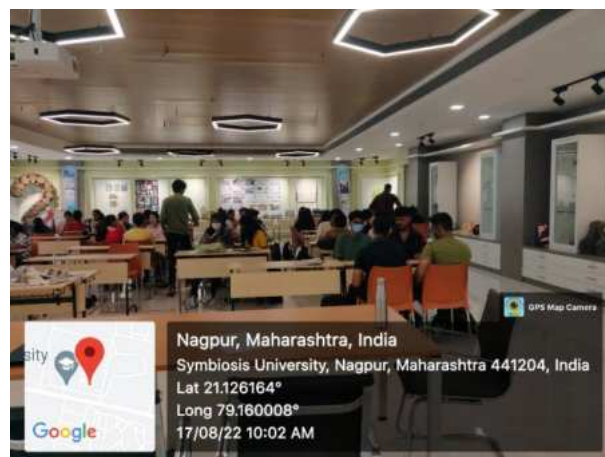 GPS Map Camera
sity
Google
Nagpur, Maharashtra, India
Symbiosis University, Nagpur, Maharashtra 441204, India
Lat 21.126164°
Long 79.160008°
17/08/22 10:02 AM